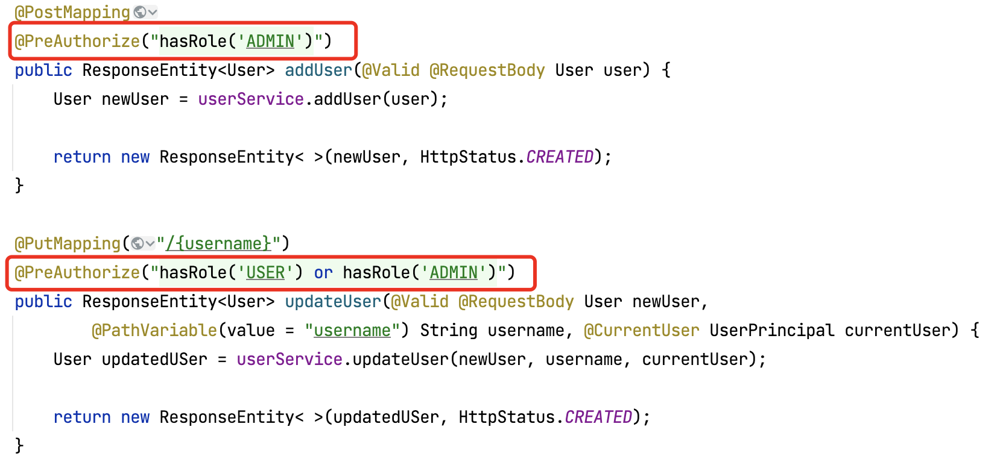 @PostMapping
@PreAuthorize("hasRole('ADMIN')")
public ResponseEntity<User> addUser(@Valid @RequestBody User user) {
User newUser = userService.addUser(user);
return new ResponseEntity< >(newUser, HttpStatus.CREATED);
}
@PutMapping("/{username}")
@PreAuthorize("hasRole('USER') or hasRole('ADMIN')")
public ResponseEntity<User> updateUser(@Valid @RequestBody User newUser,
@PathVariable(value = "username") String username, @CurrentUser UserPrincipal currentUser) {
User updatedUSer = userService.updateUser(newUser, username, currentUser);
return new ResponseEntity< >(updatedUSer, HttpStatus.CREATED);
}